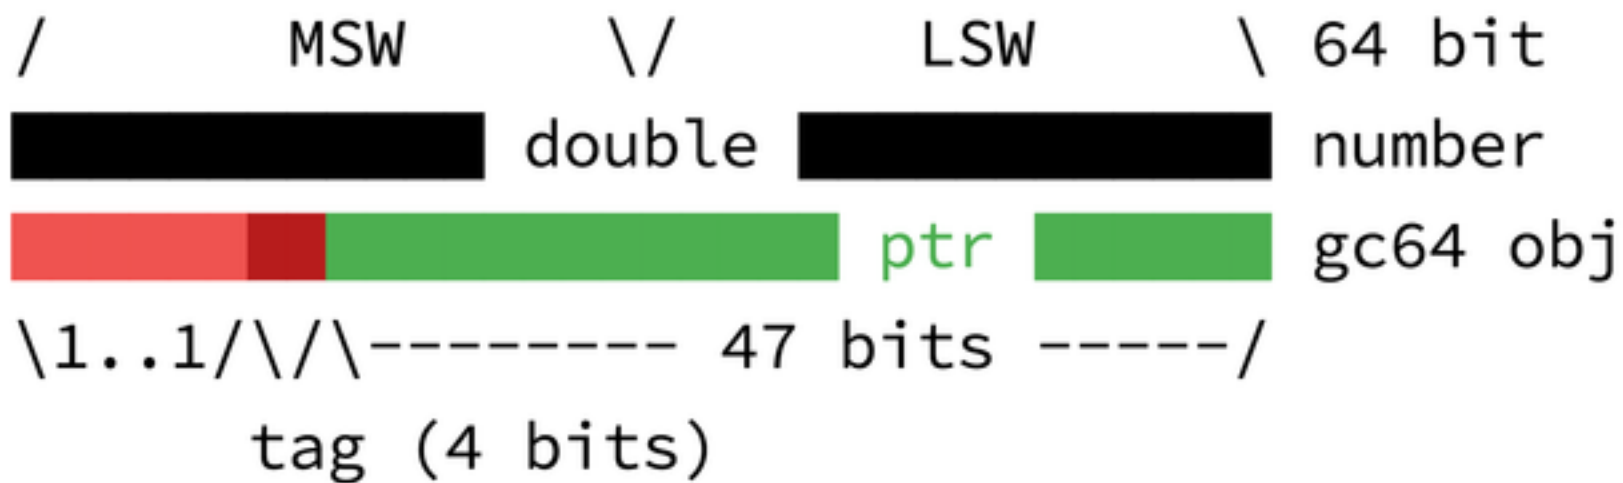 / MSW \/ LSW \ 64 bit
double number
ptr gc64 obj
\1..1/\/\-------- 47 bits -----/
tag (4 bits)